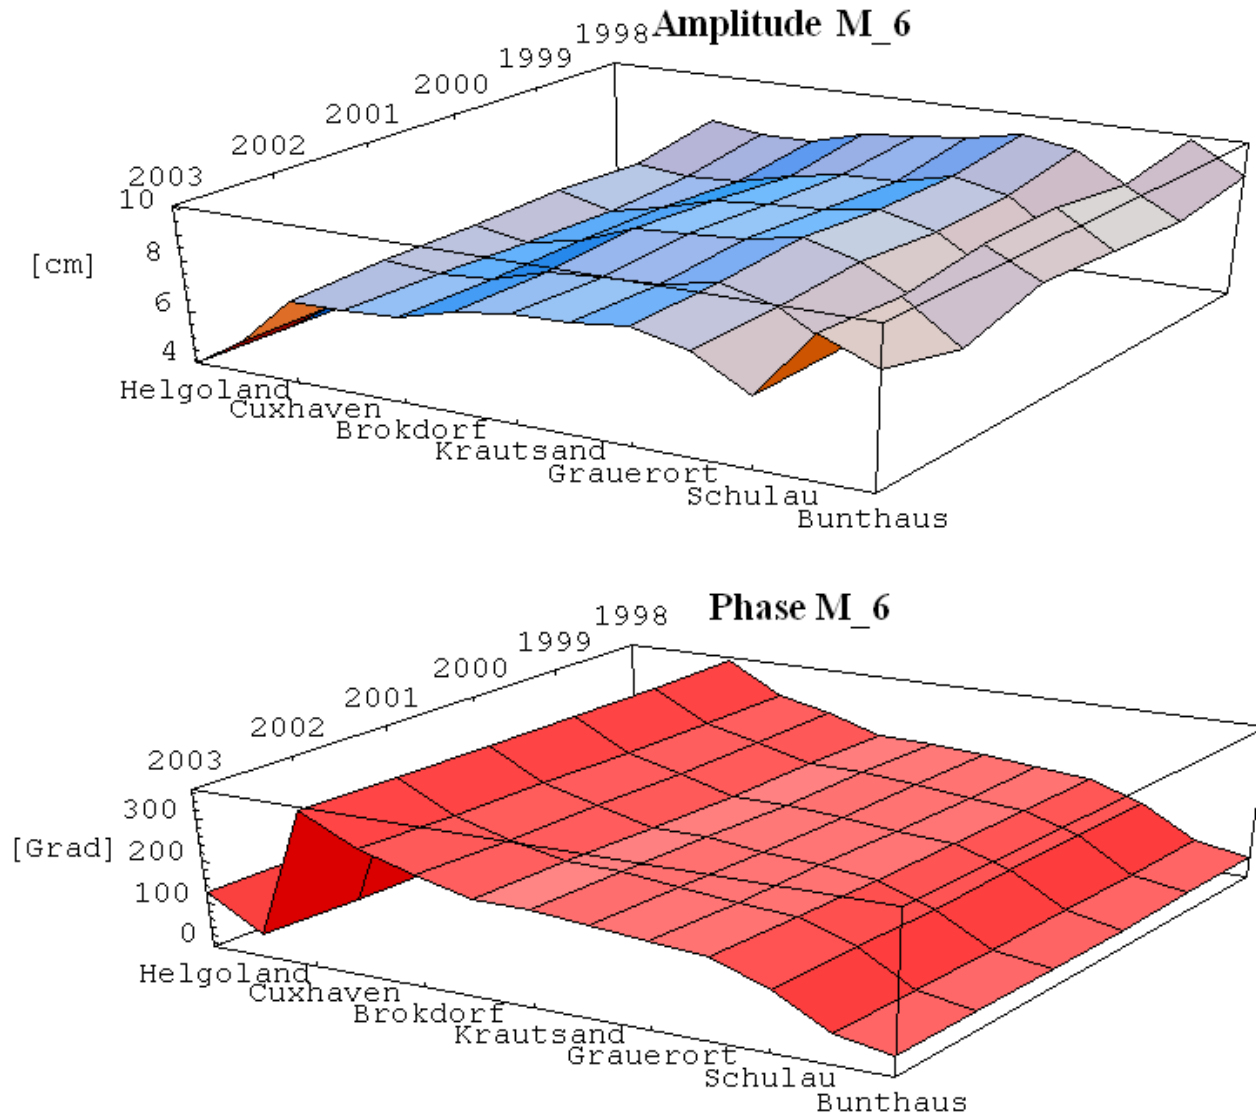 Amplitude M_6
1998
1999
2000
2001
2002
2003
10
8
[cm]
6
4
Helgoland
Cuxhaven
Brokdorf
Krautsand
Grauerort
Schulau
Bunthaus
Phase M_6
1998
1999
2000
2001
2002
2003
300
[Grad] 200
100
0
Helgoland
Cuxhaven
Brokdorf
Krautsand
Grauerort
Schulau
Bunthaus